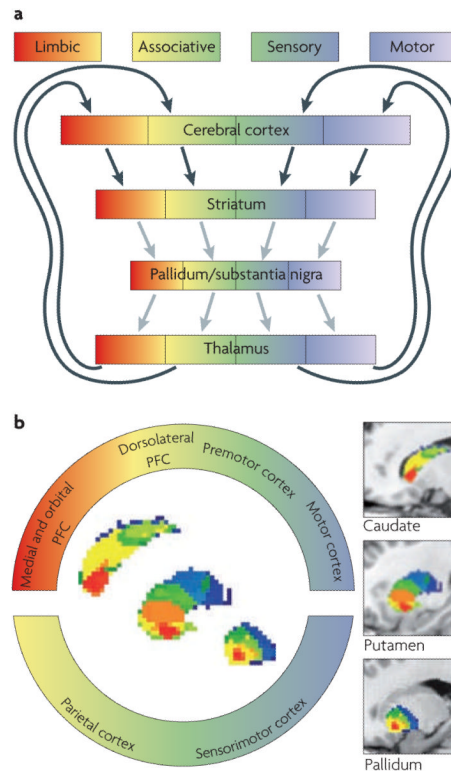 a
Limbic Associative Sensory Motor
Cerebral cortex
Striatum
Pallidum/substantia nigra
Thalamus
b
Medial and orbital
PFC
Dorsolateral
PFC
Premotor cortex
Motor cortex
Parietal cortex
Sensorimotor cortex
Caudate
Putamen
Pallidum